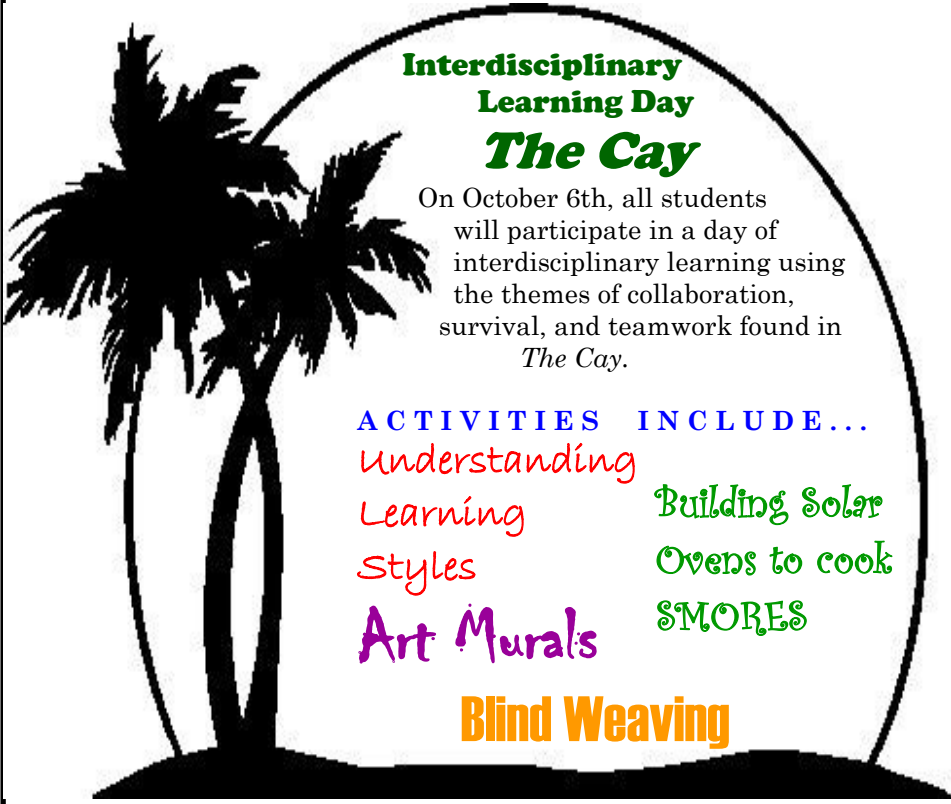 Interdisciplinary
Learning Day
The Cay
On October 6th, all students
will participate in a day of
interdisciplinary learning using
the themes of collaboration,
survival, and teamwork found in
The Cay.
ACTIVITIES INCLUDE...
Understanding
Learning
Styles
Building Solar
Ovens to cook
SMORES
Art Murals
Blind Weaving